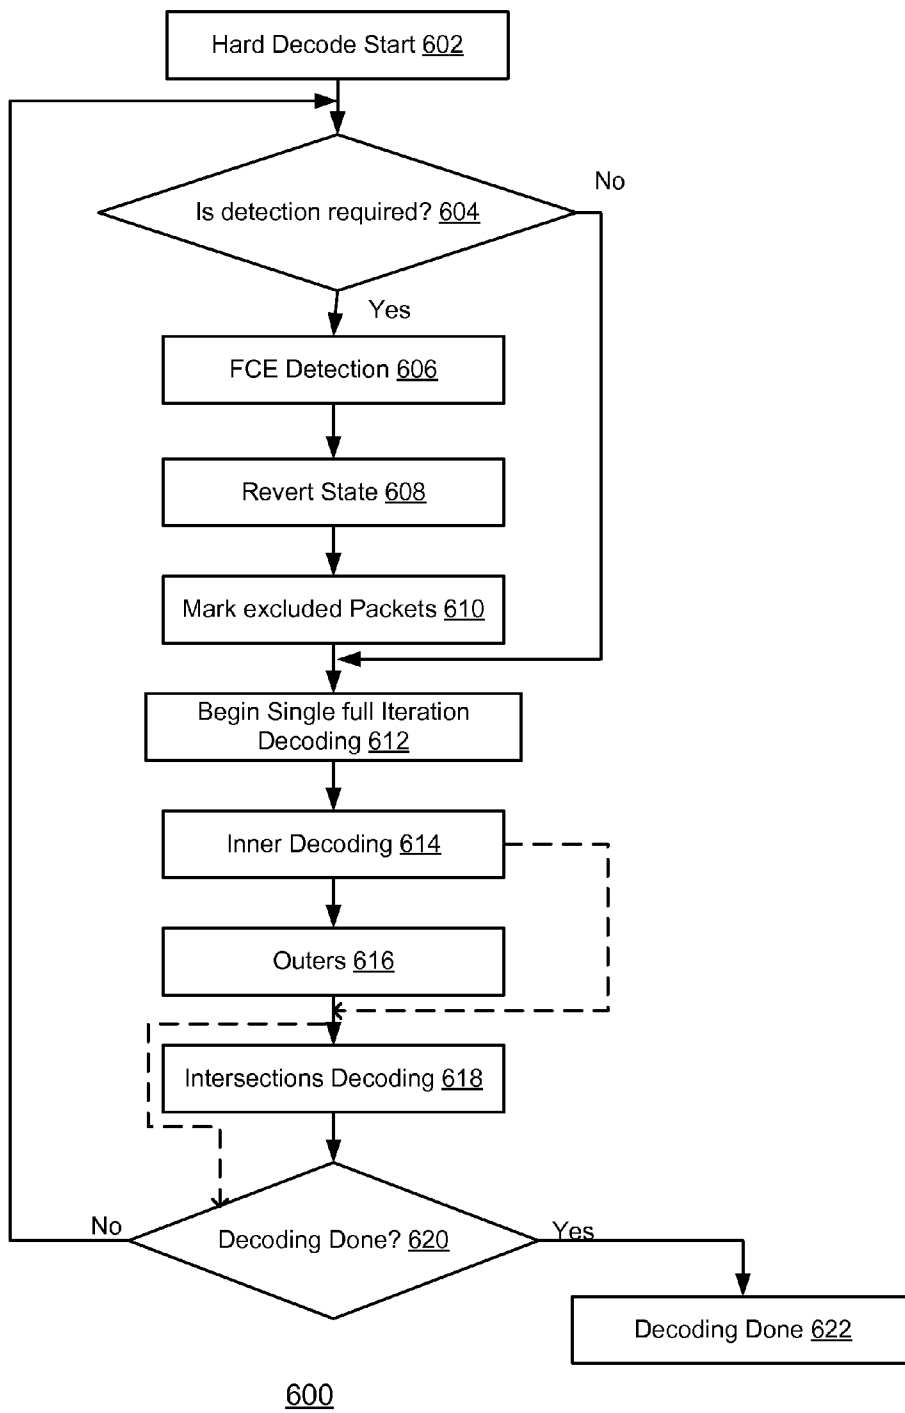 Hard Decode Start 602
No
Is detection required? 604
Yes
FCE Detection 606
Revert State 608
Mark excluded Packets 610
Begin Single full Iteration
Decoding 612
Inner Decoding 614
Outers 616
Intersections Decoding 618
No
Yes
Decoding Done? 620
Decoding Done 622
600